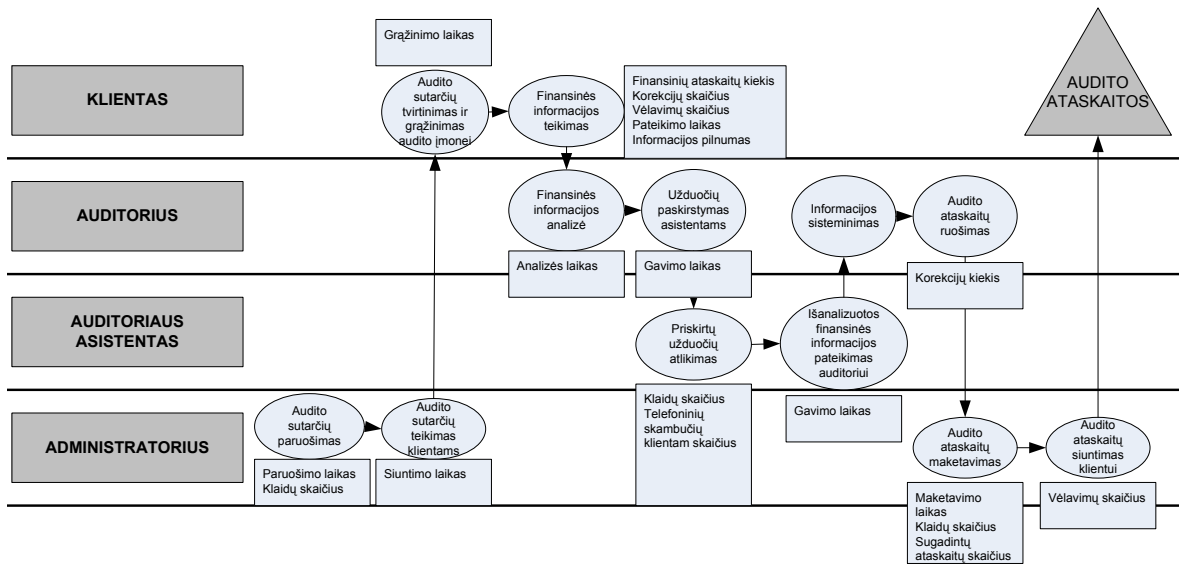 KLIENTAS
Grąžinimo laikas
Audito
sutarčių
tvirtinimas ir
grąžinimas
audito įmonei
Finansinės
informacijos
teikimas
Finansinių ataskaitų kiekis
Korekcijų skaičius
Vėlavimų skaičius
Pateikimo laikas
Informacijos pilnumas
AUDITO
ATASKAITOS
AUDITORIUS
Finansinės
informacijos
analizė
Analizės laikas
Užduočių
paskirstymas
asistentams
Gavimo laikas
Informacijos
sisteminimas
Audito
ataskaitų
ruošimas
Korekcijų kiekis
AUDITORIAUS
ASISTENTAS
Priskirtų
užduočių
atlikimas
Klaidų skaičius
Telefoninių
skambučių
klientam skaičius
Išanalizuotos
finansinės
informacijos
pateikimas
auditoriui
Gavimo laikas
ADMINISTRATORIUS
Audito
sutarčių
paruošimas
Paruošimo laikas
Klaidų skaičius
Audito
sutarčių
teikimas
klientams
Siuntimo laikas
Audito
ataskaitų
maketavimas
Maketavimo
laikas
Klaidų skaičius
Sugadintų
ataskaitų skaičius
Audito
ataskaitų
siuntimas
klientui
Vėlavimų skaičius